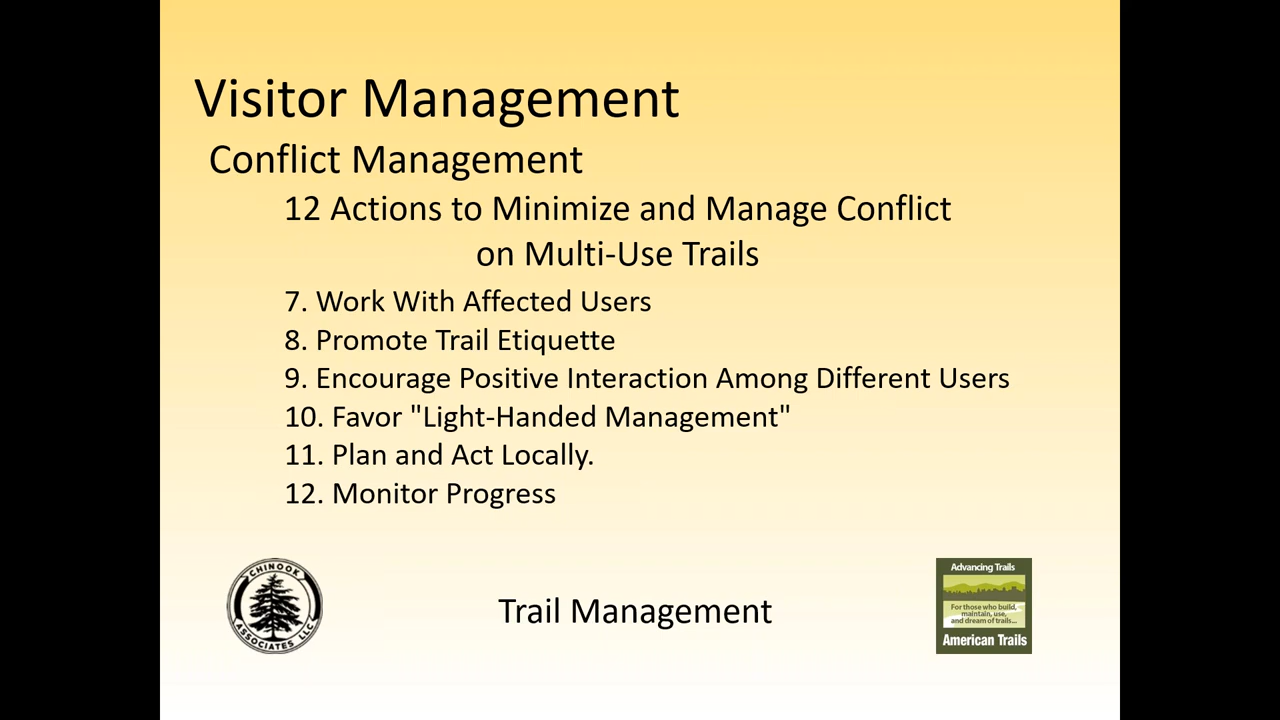 Visitor Management
Conflict Management
12 Actions to Minimize and Manage Conflict
on Multi-Use Trails
7. Work With Affected Users
8. Promote Trail Etiquette
9. Encourage Positive Interaction Among Different Users
10. Favor "Light-Handed Management"
11. Plan and Act Locally.
12. Monitor Progress
CHINOOK
ASSOCIATES LLC
Trail Management
Advancing Trails
For those who build,
maintain, use,
and dream of trails...
American Trails